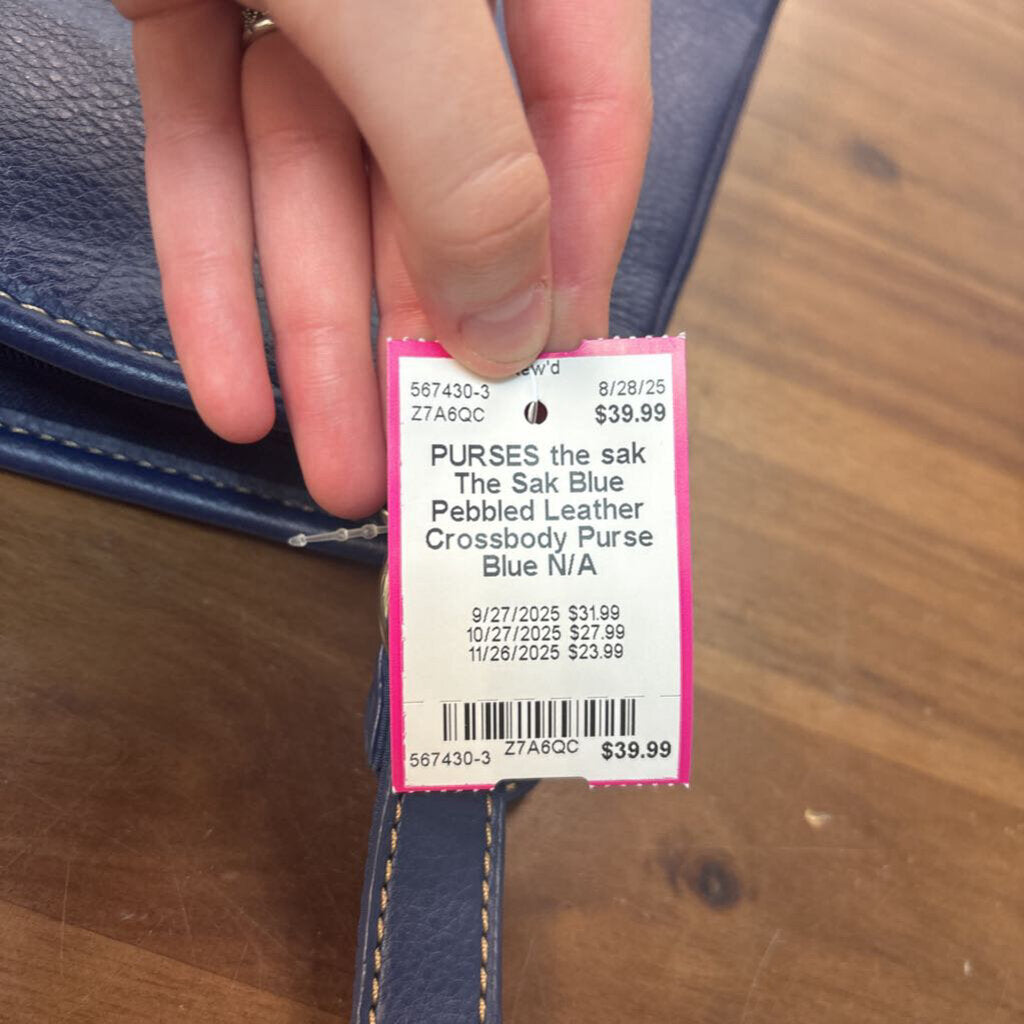 567430-3 8/28/25
Z7A6QC $39.99
PURSES the sak
The Sak Blue
Pebbled Leather
Crossbody Purse
Blue N/A
9/27/2025 $31.99
10/27/2025 $27.99
11/26/2025 $23.99
567430-3 Z7A6QC $39.99